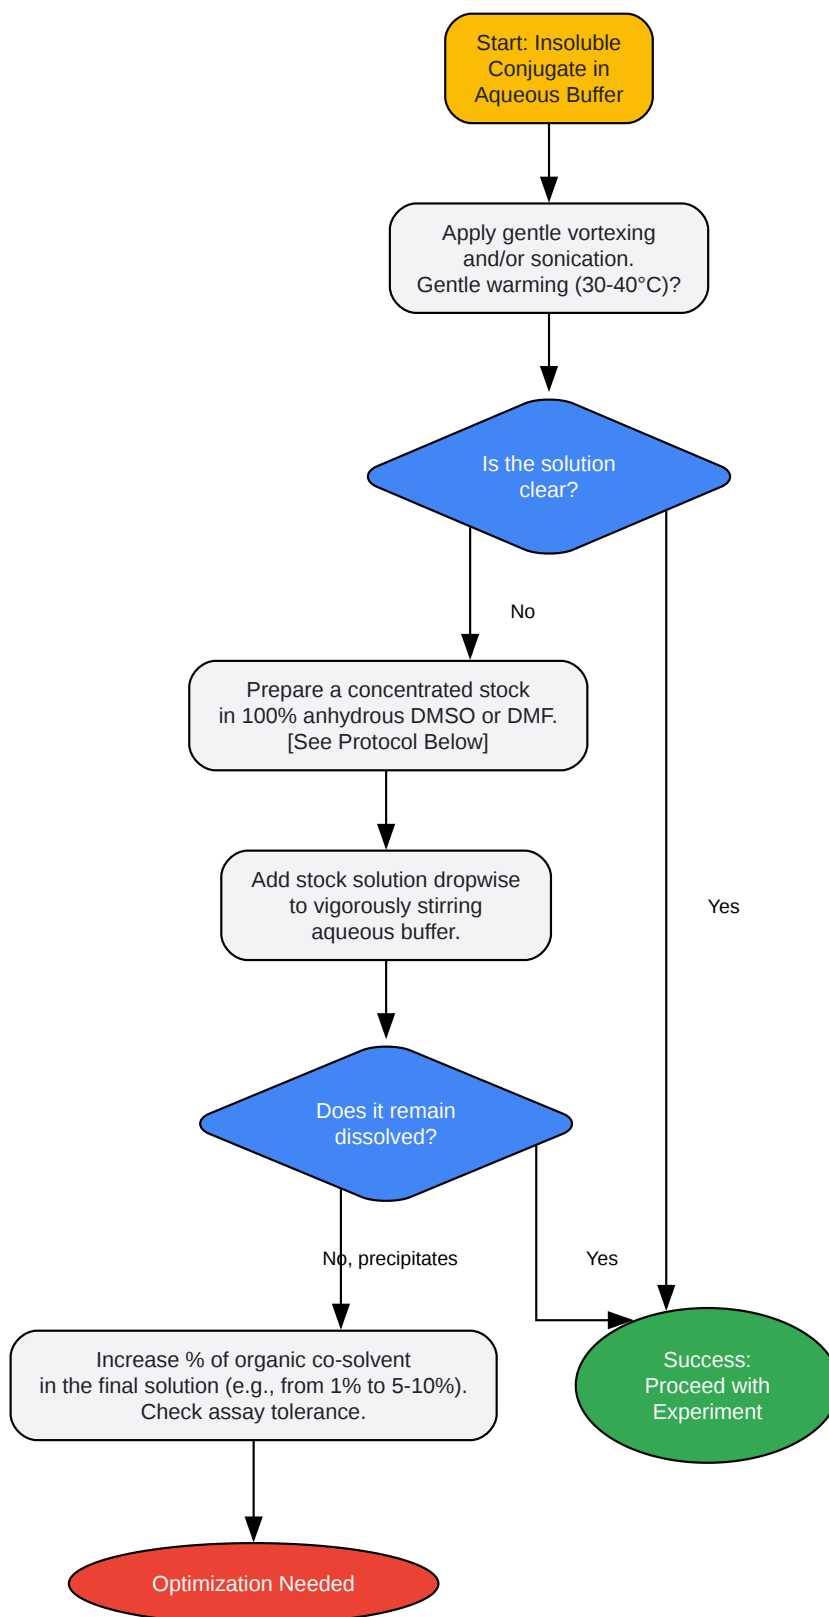 Start: Insoluble
Conjugate in
Aqueous Buffer
Apply gentle vortexing
and/or sonication.
Gentle warming (30-40°C)?
Is the solution
clear?
No
Prepare a concentrated stock
in 100% anhydrous DMSO or DMF.
[See Protocol Below]
Add stock solution dropwise
to vigorously stirring
aqueous buffer.
Yes
Does it remain
dissolved?
No, precipitates
Yes
Increase % of organic co-solvent
in the final solution (e.g., from 1% to 5-10%).
Check assay tolerance.
Success:
Proceed with
Experiment
Optimization Needed